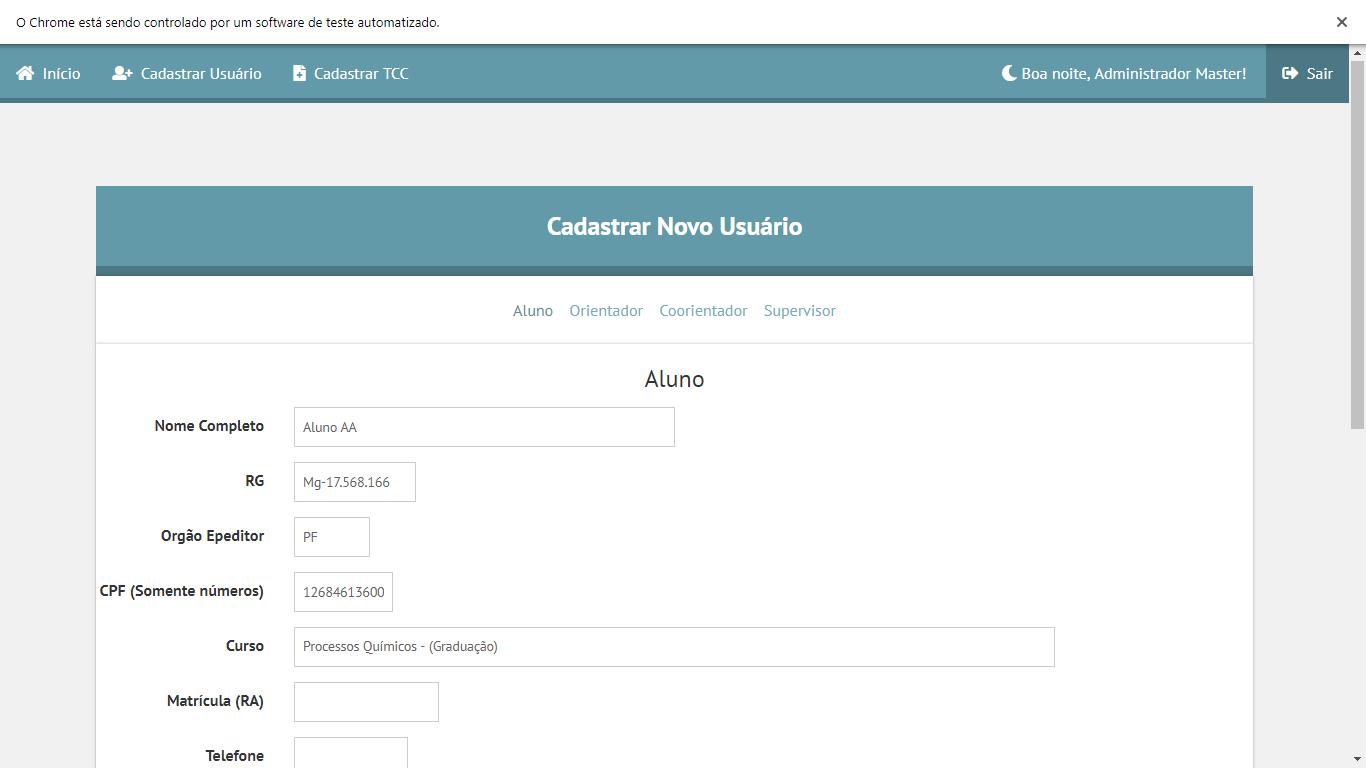 O Chrome está sendo controlado por um software de teste automatizado.
Início Cadastrar Usuário Cadastrar TCC Boa noite, Administrador Master! Sair
Cadastrar Novo Usuário
Aluno Orientador Coorientador Supervisor
Aluno
Nome Completo Aluno AA
RG Mg-17.568.166
Orgão Epeditor PF
CPF (Somente números) 12684613600
Curso Processos Químicos - (Graduação)
Matrícula (RA)
Telefone